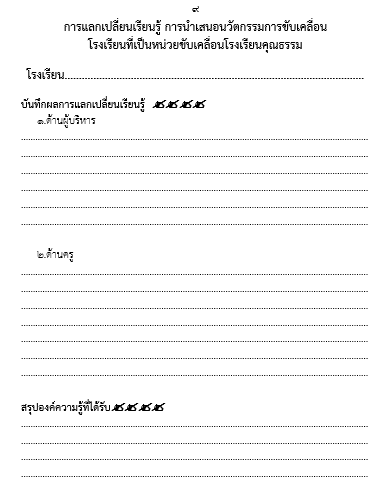 ๙
การแลกเปลี่ยนเรียนรู้ การนำเสนอนวัตกรรมการขับเคลื่อน
โรงเรียนที่เป็นหน่วยขับเคลื่อนโรงเรียนคุณธรรม
โรงเรียน
บันทึกผลการแลกเปลี่ยนเรียนรู้
๑.ด้านผู้บริหาร
๒.ด้านครู
สรุปองค์ความรู้ที่ได้รับ